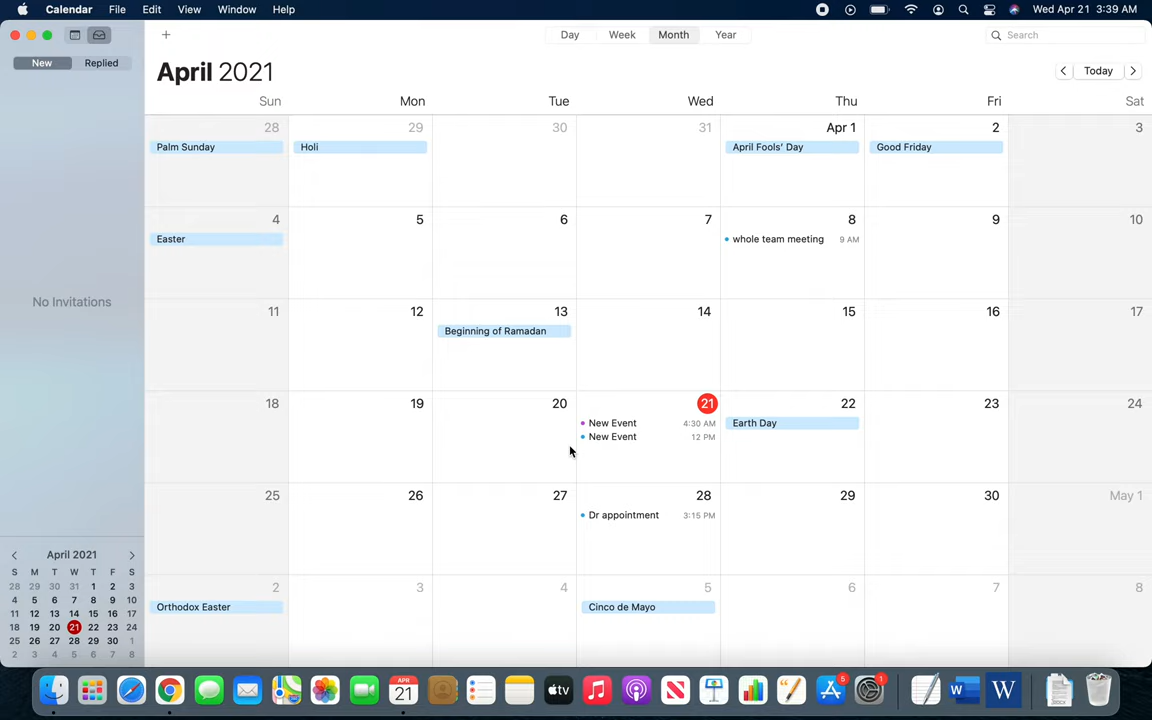 Calendar File Edit View Window Help Wed Apr 21 3:39 AM
+ Day Week Month Year Search
New Replied
April 2021 Today
Sun Mon Tue Wed Thu Fri Sat
28 29 30 31 Apr 1 2 3
Palm Sunday Holi April Fools' Day Good Friday
4 5 6 7 8 9 10
Easter whole team meeting 9 AM
No Invitations
11 12 13 14 15 16 17
Beginning of Ramadan
18 19 20 21 22 23 24
New Event 4:30 AM Earth Day
New Event 12 PM
25 26 27 28 29 30 May 1
Dr appointment 3:15 PM
2 3 4 5 6 7 8
Orthodox Easter Cinco de Mayo
April 2021
S M T W T F S
28 29 30 31 1 2 3
4 5 6 7 8 9 10
11 12 13 14 15 16 17
18 19 20 21 22 23 24
25 26 27 28 29 30 1
2 3 4 5 6 7 8
APR
21
tv
5
1
W
W